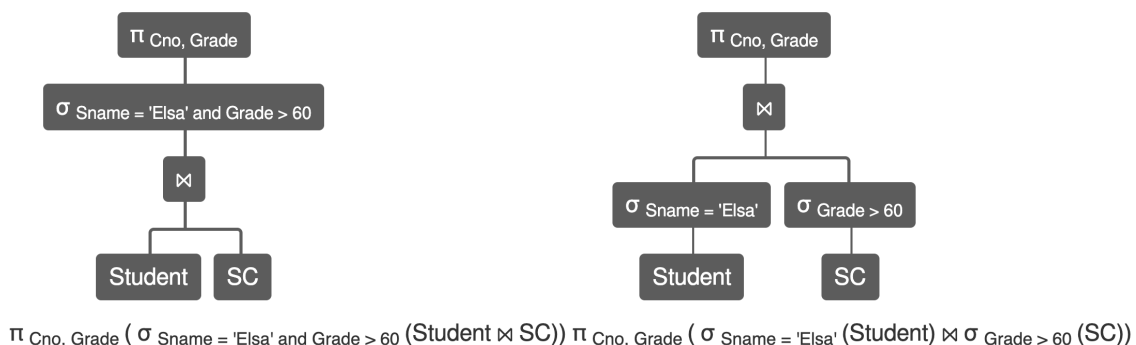 π Cno, Grade
σ Sname = 'Elsa' and Grade > 60
⋈
Student
SC
π Cno, Grade
⋈
σ Sname = 'Elsa'
σ Grade > 60
Student
SC
π Cno, Grade ( σ Sname = 'Elsa' and Grade > 60 (Student ⋈ SC))
π Cno, Grade ( σ Sname = 'Elsa' (Student) ⋈ σ Grade > 60 (SC))